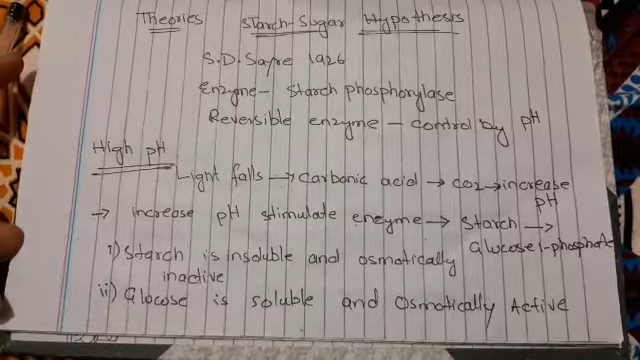 Theories Starch-Sugar Hypothesis
S.D. Sayre 1926
Enzyme- Starch phosphorylase
Reversible enzyme - control by pH
High pH
Light falls → Carbonic acid → CO2 → increase pH
→ increase pH stimulate enzyme → Starch → Glucose 1-phosphate
i) Starch is insoluble and osmotically
inactive
ii) Glucose is soluble and Osmotically Active